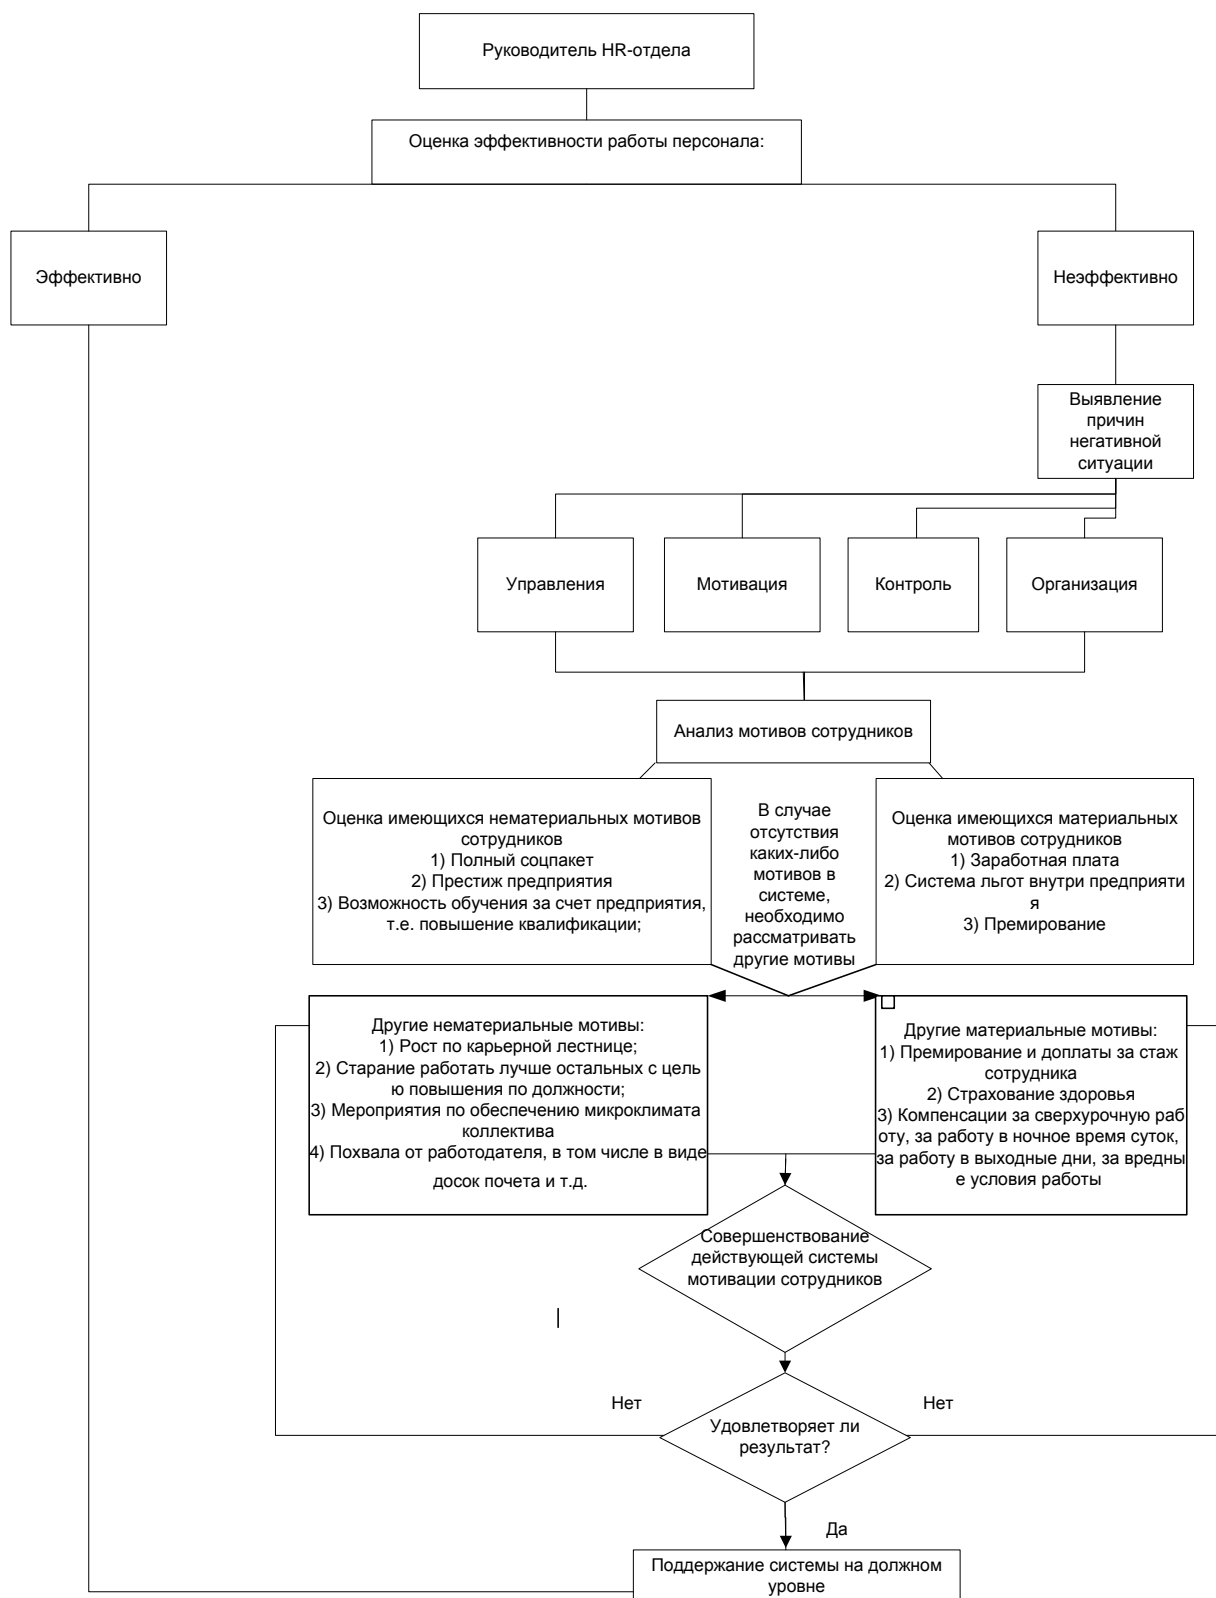 Руководитель HR-отдела
Оценка эффективности работы персонала:
Эффективно
Неэффективно
Выявление
причин
негативной
ситуации
Управления
Мотивация
Контроль
Организация
Анализ мотивов сотрудников
Оценка имеющихся нематериальных мотивов
сотрудников
1) Полный соцпакет
2) Престиж предприятия
3) Возможность обучения за счет предприятия,
т.е. повышение квалификации;
В случае
отсутствия
каких-либо
мотивов в
системе,
необходимо
рассматривать
другие мотивы
Оценка имеющихся материальных
мотивов сотрудников
1) Заработная плата
2) Система льгот внутри предприяти
я
3) Премирование
Другие нематериальные мотивы:
1) Рост по карьерной лестнице;
2) Старание работать лучше остальных с цель
ю повышения по должности;
3) Мероприятия по обеспечению микроклимата
коллектива
4) Похвала от работодателя, в том числе в виде
досок почета и т.д.
Другие материальные мотивы:
1) Премирование и доплаты за стаж
сотрудника
2) Страхование здоровья
3) Компенсации за сверхурочную раб
оту, за работу в ночное время суток,
за работу в выходные дни, за вредны
е условия работы
Совершенствование
действующей системы
мотивации сотрудников
Нет
Нет
Удовлетворяет ли
результат?
Да
Поддержание системы на должном
уровне